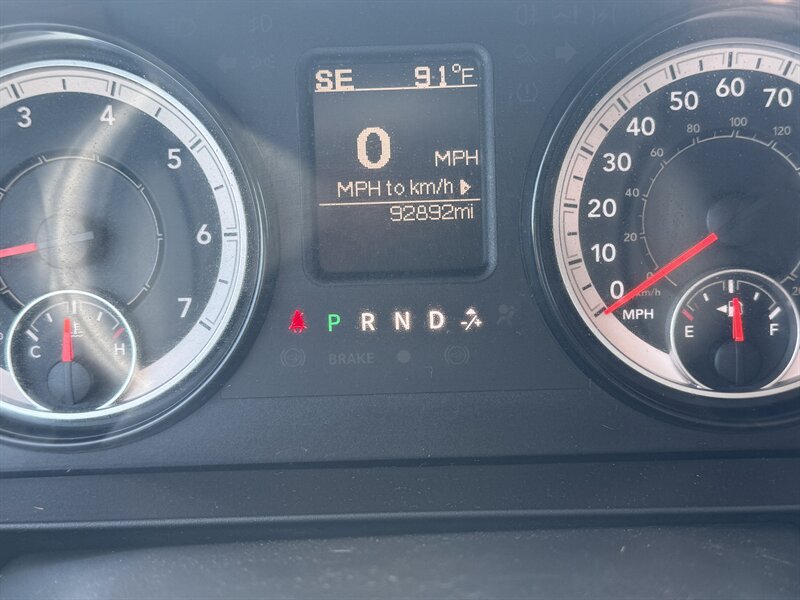 SE 91°F
0 MPH
MPH to km/h
92892mi
3 4 5 6 7
C H
P R N D
BRAKE
0 10 20 30 40 50 60 70
20 40 60 80 100 120
km/h
MPH
E F